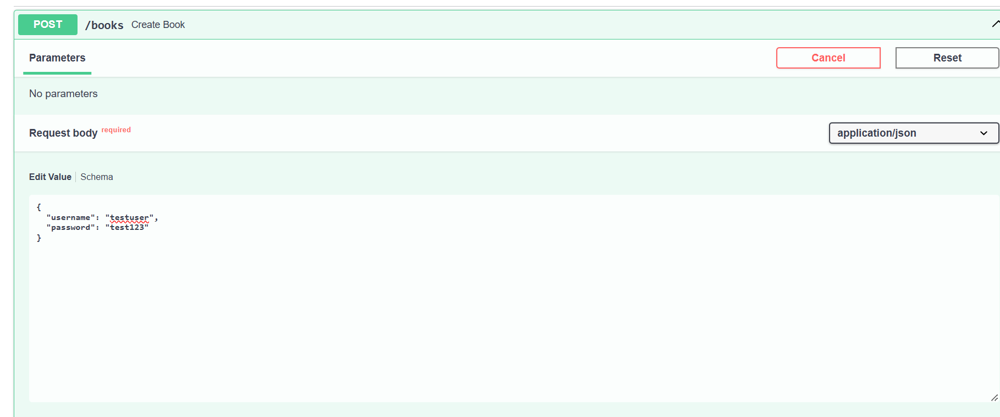 POST /books Create Book
Parameters
Cancel
Reset
No parameters
Request body required
application/json
Edit Value Schema
{
  "username": "testuser",
  "password": "test123"
}